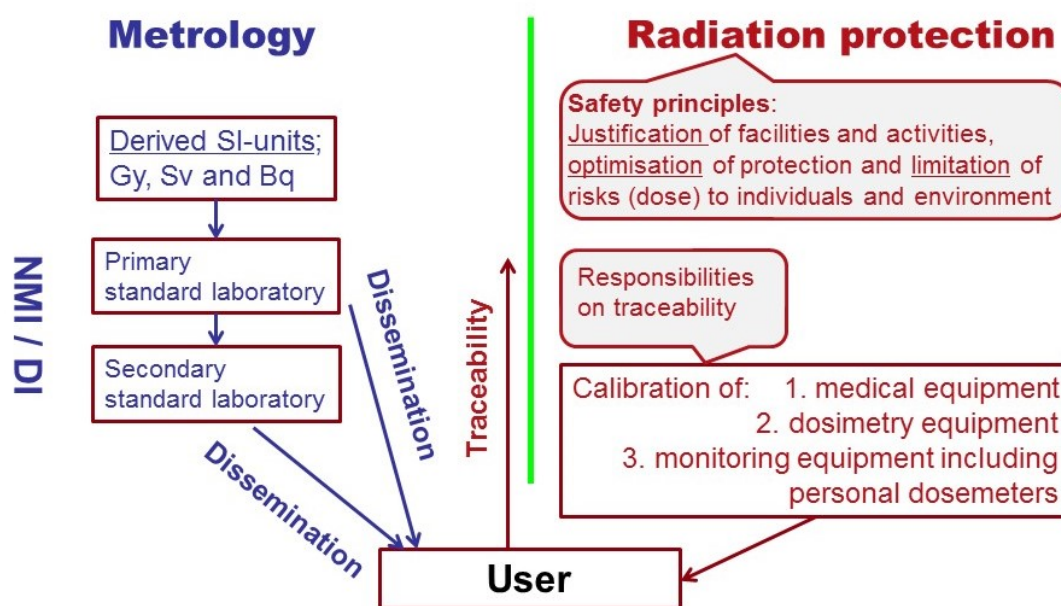 Metrology
Derived SI-units;
Gy, Sv and Bq
Primary
standard laboratory
Secondary
standard laboratory
NMI / DI
Dissemination
Dissemination
Traceability
Radiation protection
Safety principles:
Justification of facilities and activities,
optimisation of protection and limitation of
risks (dose) to individuals and environment
Responsibilities
on traceability
Calibration of: 1. medical equipment
2. dosimetry equipment
3. monitoring equipment including
personal dosemeters
User